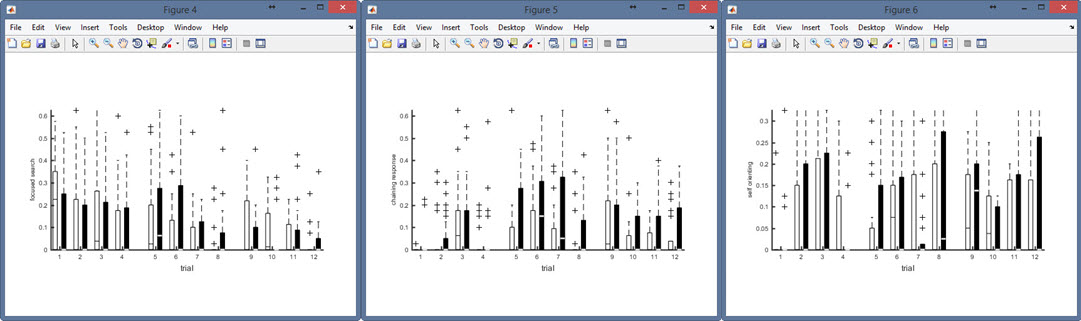 Figure 4
File Edit View Insert Tools Desktop Window Help
focused search
0.6
0.5
0.4
0.3
0.2
0.1
0
1 2 3 4 5 6 7 8 9 10 11 12
trial
Figure 5
File Edit View Insert Tools Desktop Window Help
chaining response
0.6
0.5
0.4
0.3
0.2
0.1
0
1 2 3 4 5 6 7 8 9 10 11 12
trial
Figure 6
File Edit View Insert Tools Desktop Window Help
self orienting
0.3
0.25
0.2
0.15
0.1
0.05
0
1 2 3 4 5 6 7 8 9 10 11 12
trial